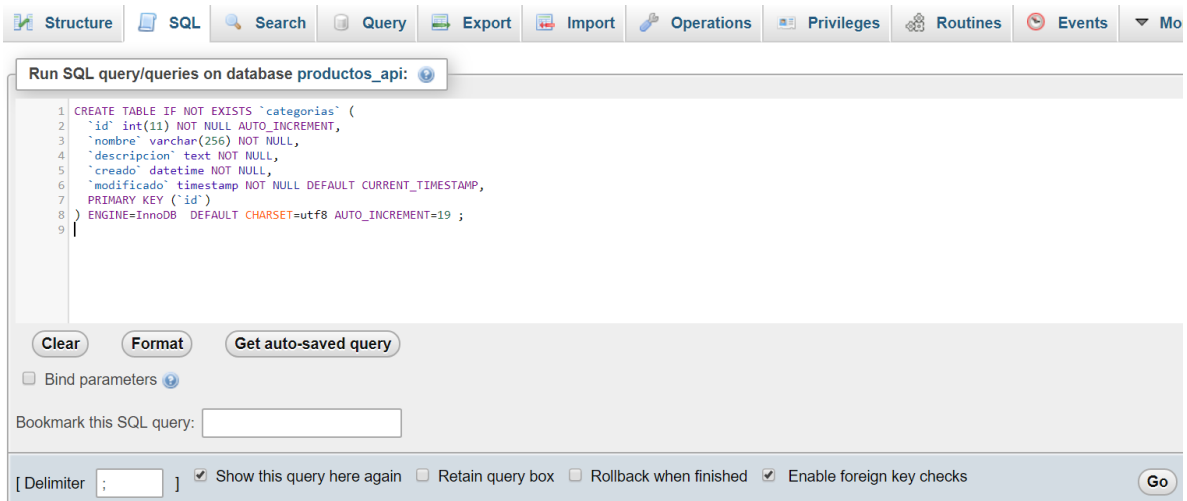 Structure SQL Search Query Export Import Operations Privileges Routines Events Mo
Run SQL query/queries on database productos_api:
1 CREATE TABLE IF NOT EXISTS `categorias` (
2 `id` int(11) NOT NULL AUTO_INCREMENT,
3 `nombre` varchar(256) NOT NULL,
4 `descripcion` text NOT NULL,
5 `creado` datetime NOT NULL,
6 `modificado` timestamp NOT NULL DEFAULT CURRENT_TIMESTAMP,
7 PRIMARY KEY (`id`)
8 ) ENGINE=InnoDB  DEFAULT CHARSET=utf8 AUTO_INCREMENT=19 ;
9
Clear Format Get auto-saved query
Bind parameters
Bookmark this SQL query:
[ Delimiter ; ] Show this query here again Retain query box Rollback when finished Enable foreign key checks Go